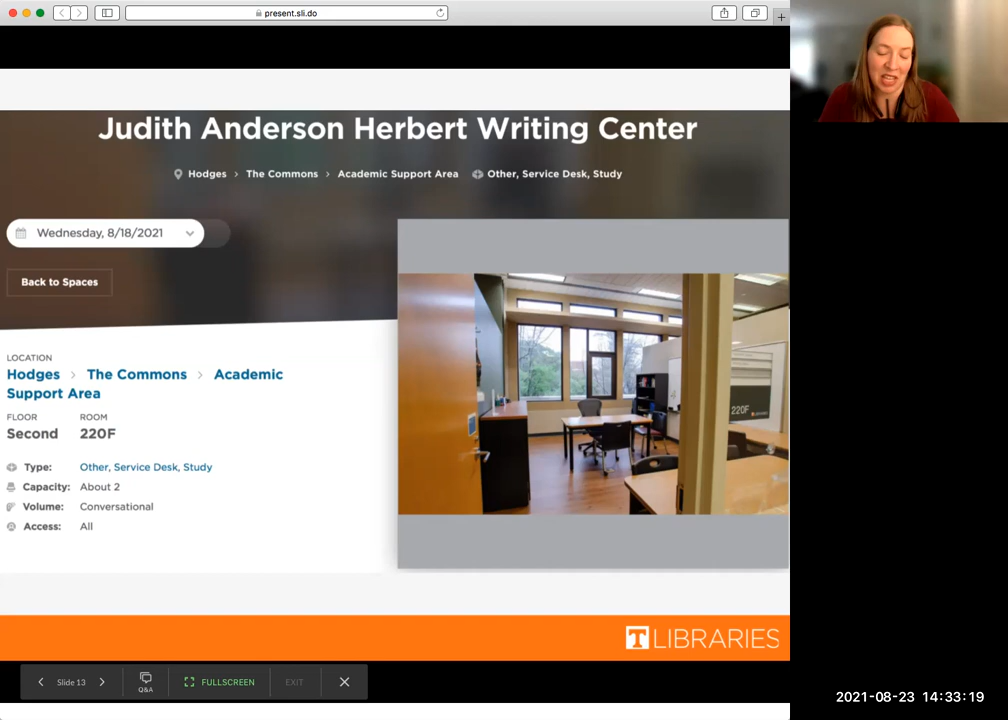 present.sli.do
Judith Anderson Herbert Writing Center
Hodges > The Commons > Academic Support Area Other, Service Desk, Study
Wednesday, 8/18/2021
Back to Spaces
LOCATION
Hodges > The Commons > Academic
Support Area
FLOOR ROOM
Second 220F
Type: Other, Service Desk, Study
Capacity: About 2
Volume: Conversational
Access: All
220F
T LIBRARIES
Slide 13
Q&A
FULLSCREEN
EXIT
2021-08-23 14:33:19